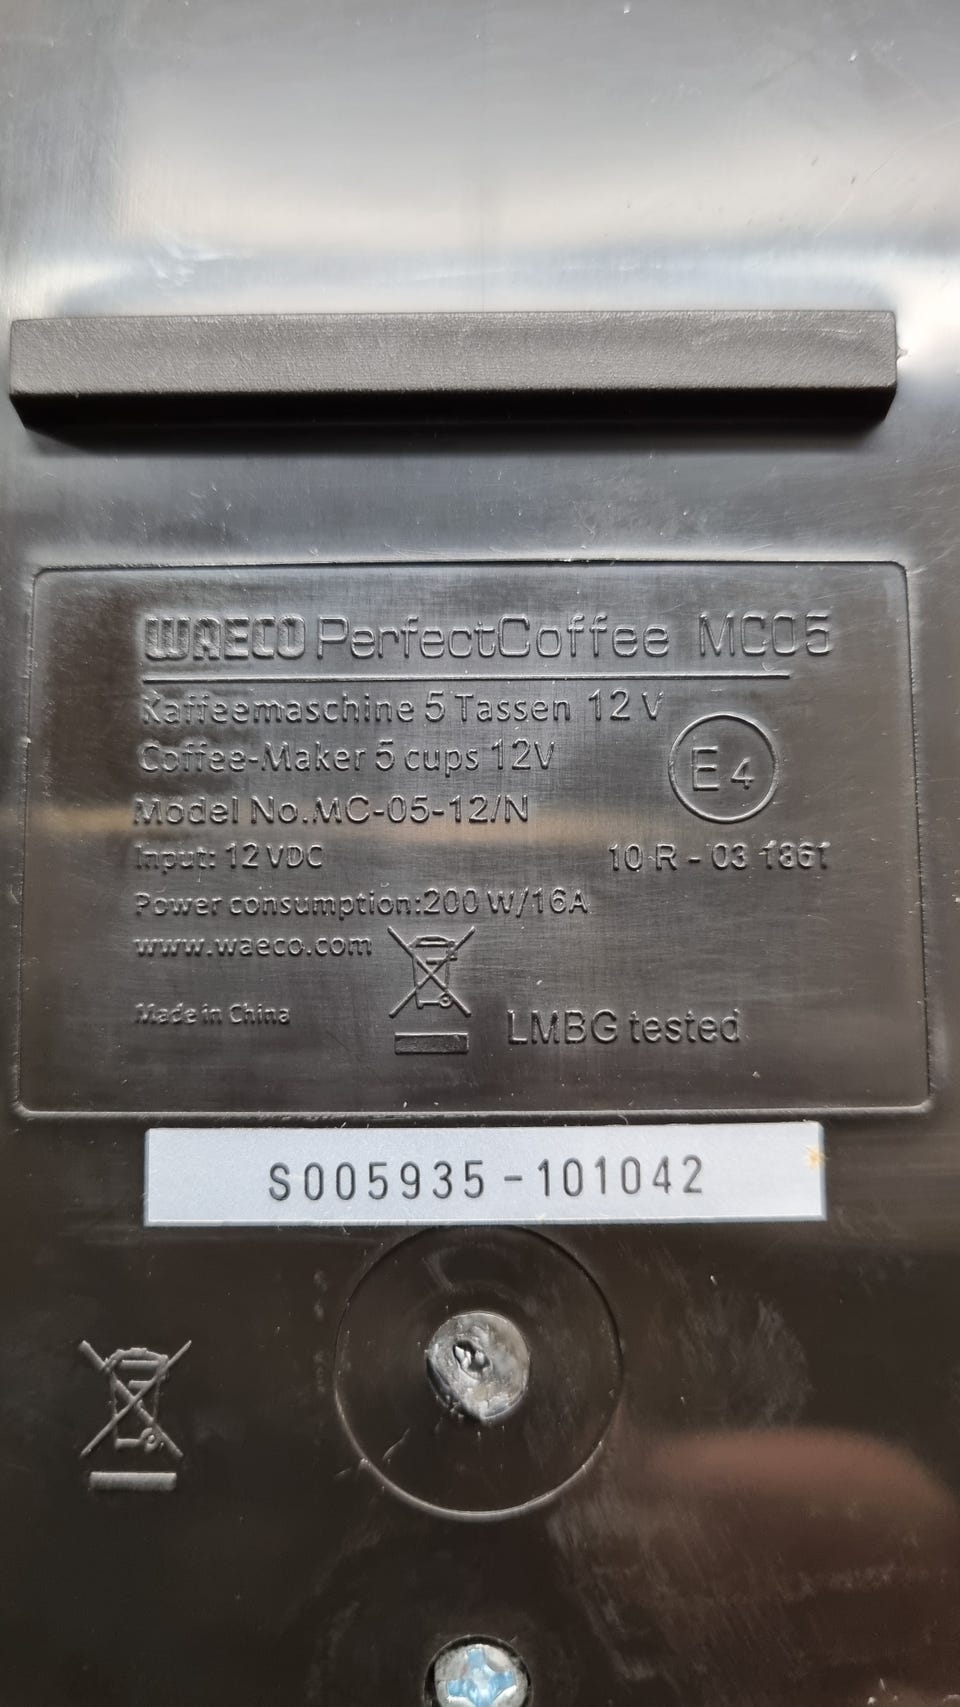 WAECO PerfectCoffee MC05
Kaffeemaschine 5 Tassen 12 V
Coffee-Maker 5 cups 12V
E4
Model No.MC-05-12/N
Input: 12 VDC
10 R - 03 1861
Power consumption:200 W/16A
www.waeco.com
Made in China
LMBG tested
S005935-101042